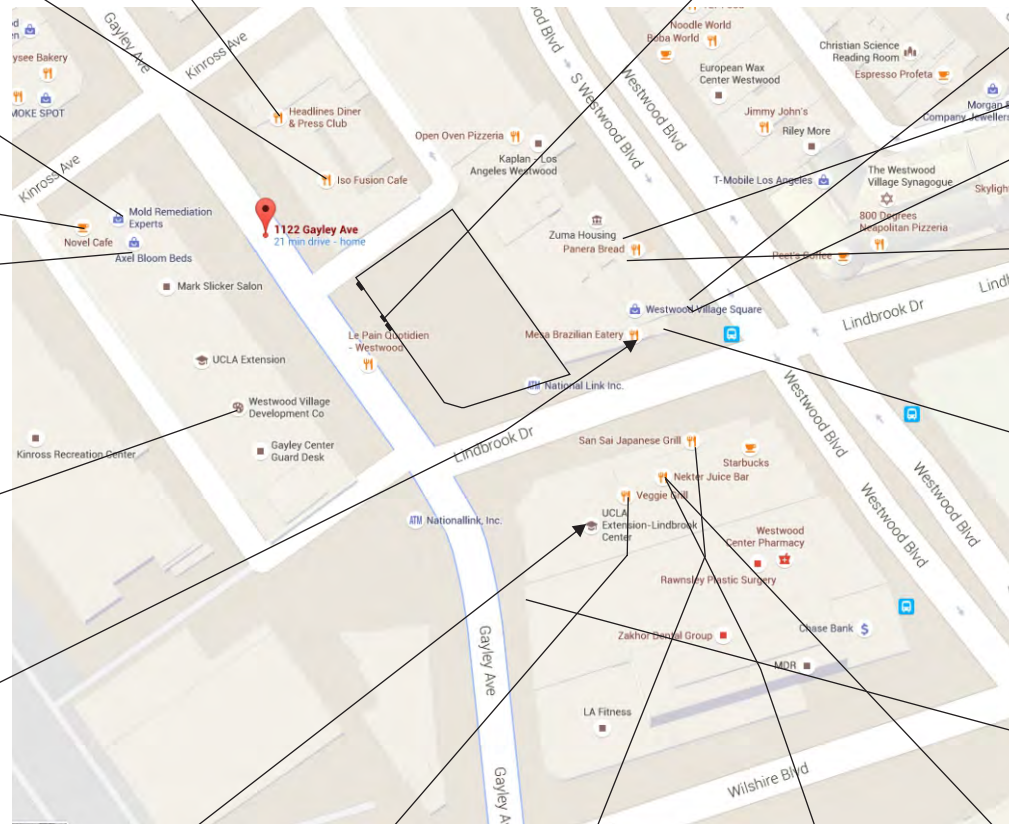 Gayley Ave
Kinross Ave
ysee Bakery
MOKE SPOT
Kinross Ave
Headlines Diner
& Press Club
Iso Fusion Cafe
Open Oven Pizzeria
Kaplan - Los
Angeles Westwood
S Westwood Blvd
Westwood Blvd
Noodle World
Boba World
European Wax
Center Westwood
Jimmy John's
Riley More
Christian Science
Reading Room
Espresso Profeta
Morgan
Company Jewellers
T-Mobile Los Angeles
The Westwood
Village Synagogue
Skylight
800 Degrees
Neapolitan Pizzeria
Peet's Coffee
Mold Remediation
Experts
Novel Cafe
Axel Bloom Beds
Mark Slicker Salon
1122 Gayley Ave
21 min drive - home
Zuma Housing
Panera Bread
Westwood Village Square
Mesa Brazilian Eatery
Lindbrook Dr
Lindb
Le Pain Quotidien
- Westwood
UCLA Extension
ATM National Link Inc.
Westwood Village
Development Co
Gayley Center
Guard Desk
Kinross Recreation Center
Lindbrook Dr
San Sai Japanese Grill
Starbucks
Nekter Juice Bar
Veggie Grill
UCLA
Extension-Lindbrook
Center
ATM Nationallink, Inc.
Westwood
Center Pharmacy
Rawnsley Plastic Surgery
Westwood Blvd
Westwood Blvd
Westwood Blvd
Zakhor Dental Group
Chase Bank $
MDR
LA Fitness
Gayley Ave
Gayley A
Wilshire Blvd